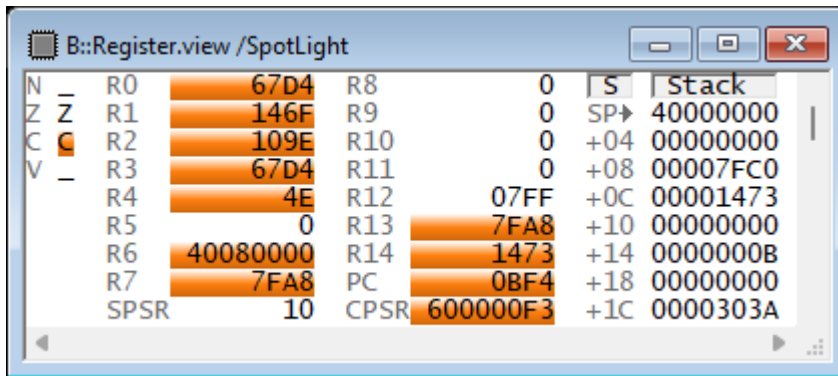 B::Register.view /SpotLight
N _ R0 67D4 R8 0 S Stack
Z Z R1 146F R9 0 SP 40000000
C C R2 109E R10 0 +04 00000000
V _ R3 67D4 R11 0 +08 00007FC0
R4 4E R12 07FF +0C 00001473
R5 0 R13 7FA8 +10 00000000
R6 40080000 R14 1473 +14 0000000B
R7 7FA8 PC 0BF4 +18 00000000
SPSR 10 CPSR 600000F3 +1C 0000303A